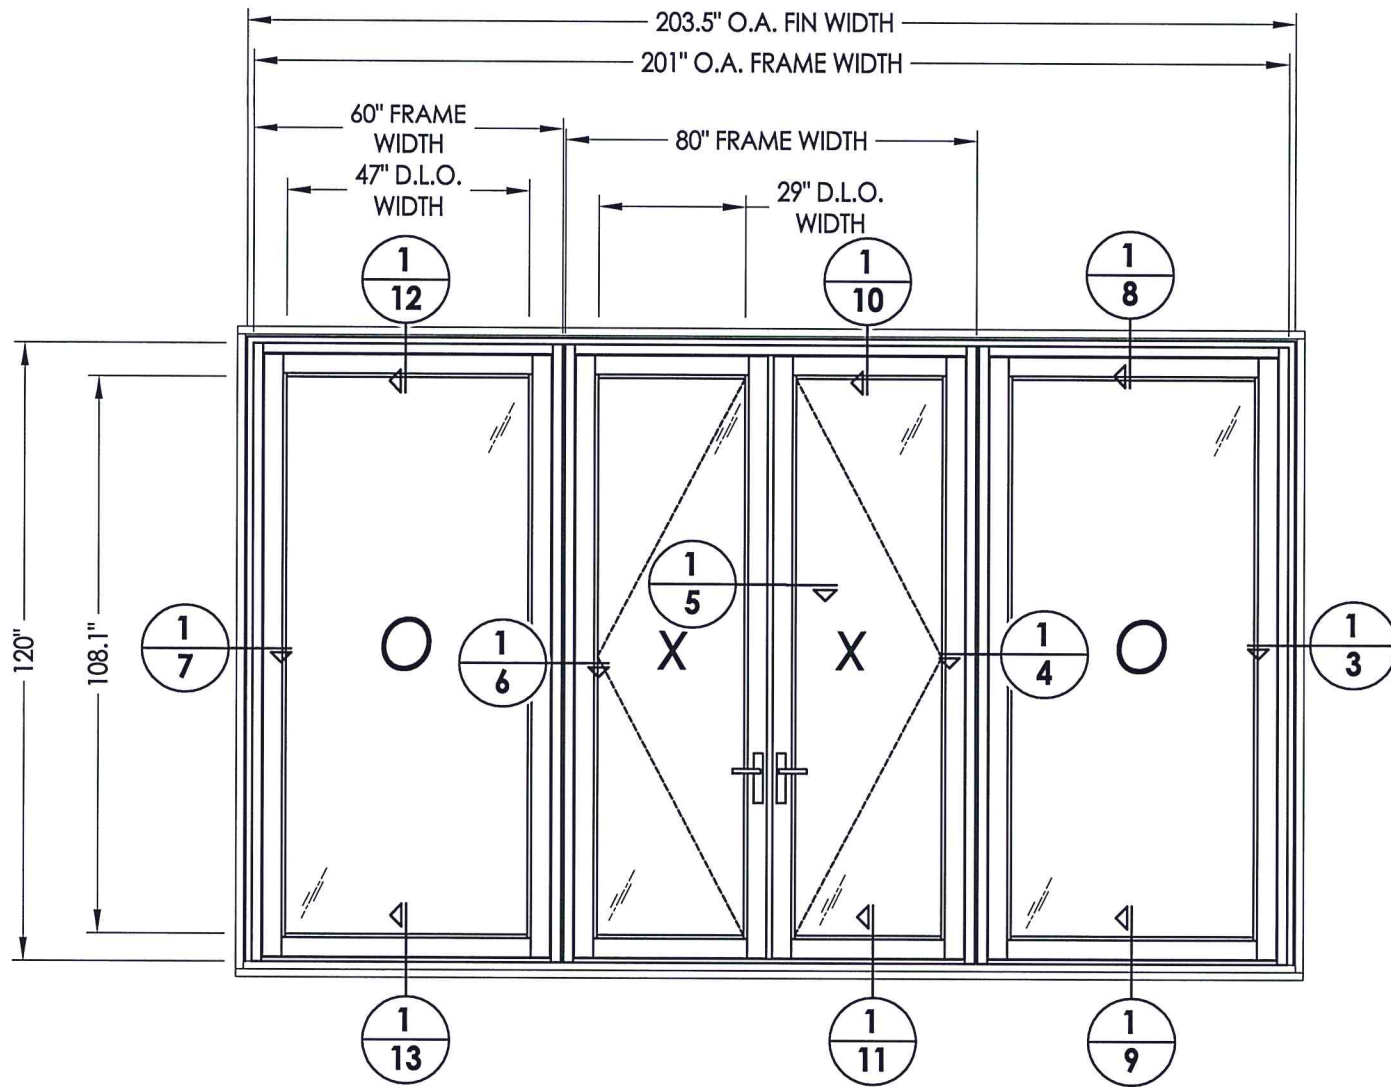 203.5" O.A. FIN WIDTH
201" O.A. FRAME WIDTH
60" FRAME
WIDTH
80" FRAME WIDTH
47" D.L.O.
WIDTH
29" D.L.O.
WIDTH
1
12
1
10
1
8
120"
108.1"
1
5
1
7
O
1
6
X
X
1
4
O
1
3
1
13
1
11
1
9